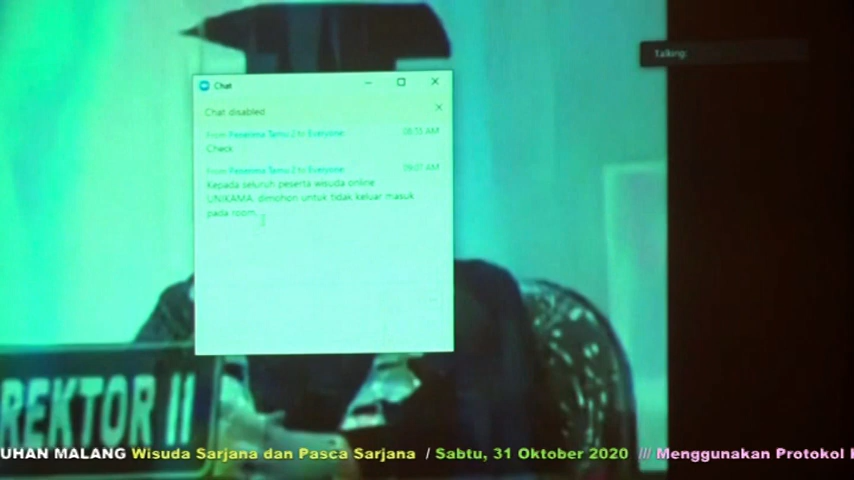 Chat
Talking:
Chat disabled
From Penerima Tamu 2 to Everyone: 08:55 AM
Check
From Penerima Tamu 2 to Everyone: 09:01 AM
Kepada seluruh peserta wisuda online
UNIKAMA, dimohon untuk tidak keluar masuk
pada room.
REKTOR II
UHAN MALANG Wisuda Sarjana dan Pasca Sarjana / Sabtu, 31 Oktober 2020 /// Menggunakan Protokol